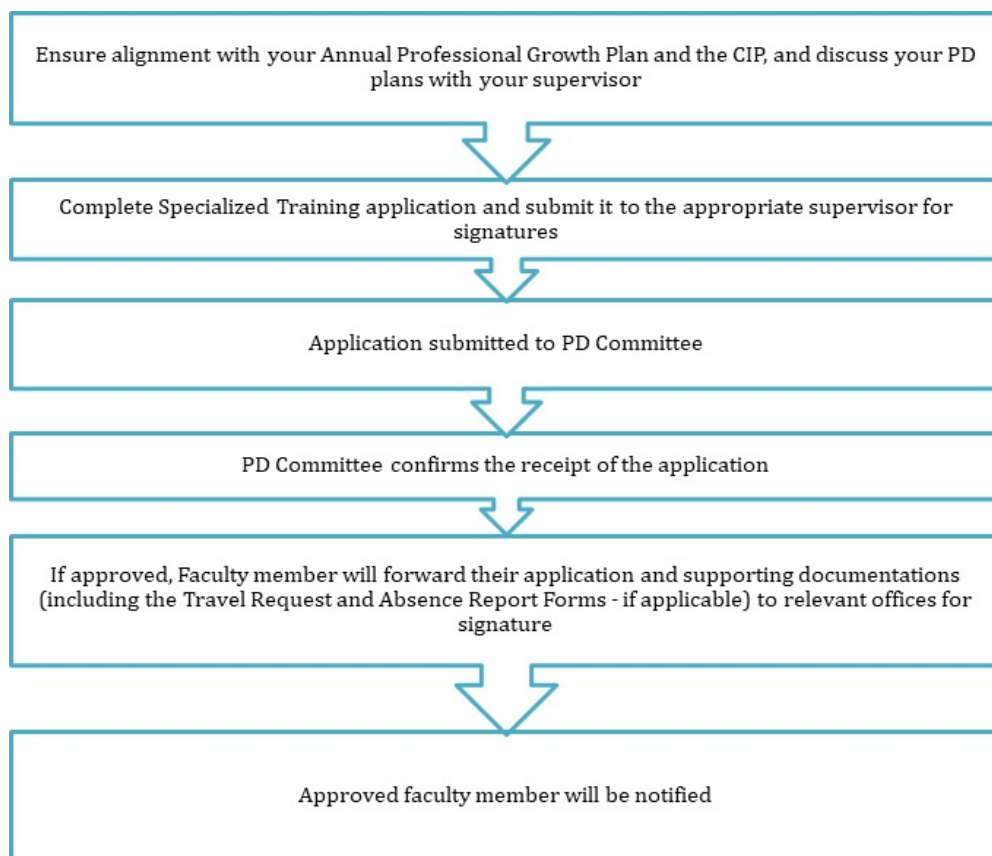 Ensure alignment with your Annual Professional Growth Plan and the CIP, and discuss your PD
plans with your supervisor
Complete Specialized Training application and submit it to the appropriate supervisor for
signatures
Application submitted to PD Committee
PD Committee confirms the receipt of the application
If approved, Faculty member will forward their application and supporting documentations
(including the Travel Request and Absence Report Forms - if applicable) to relevant offices for
signature
Approved faculty member will be notified